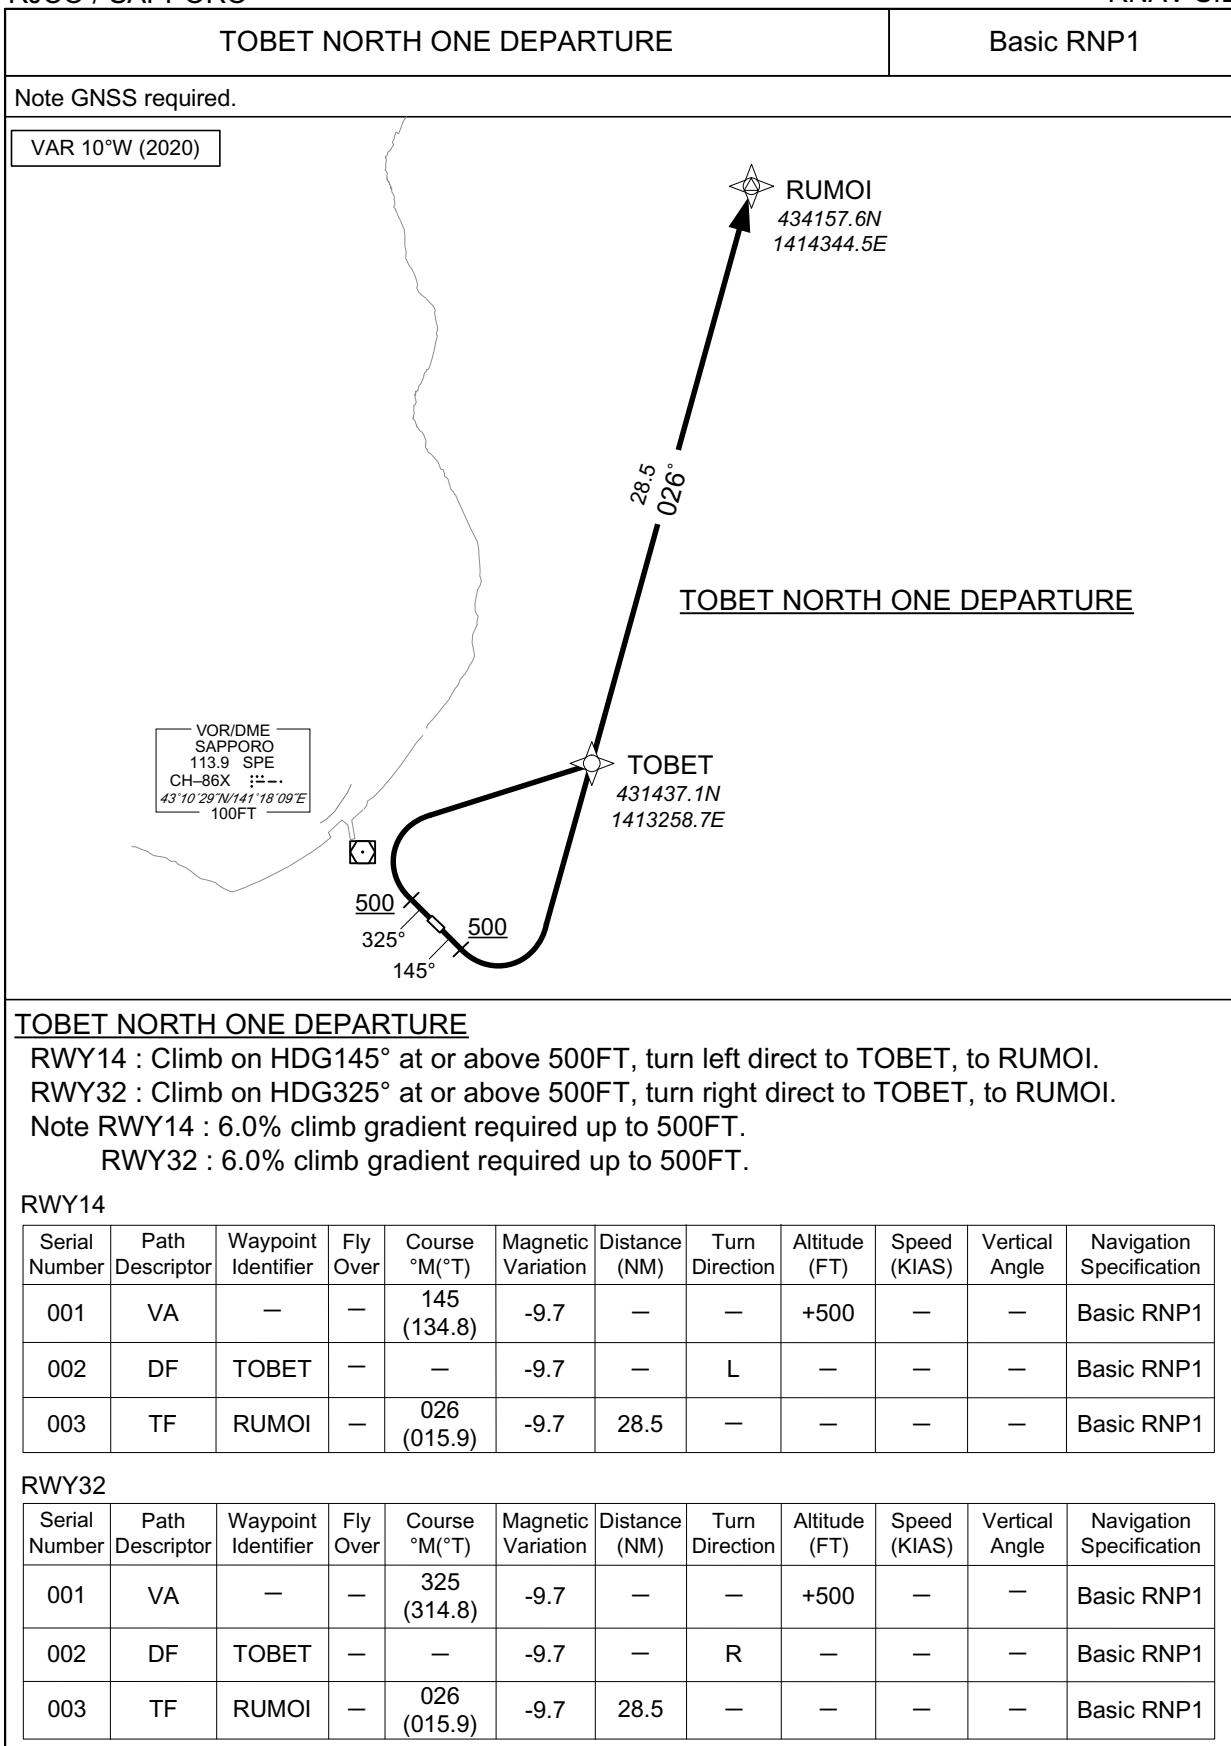 TOBET NORTH ONE DEPARTURE
Basic RNP1
Note GNSS required.
VAR 10°W (2020)
RUMOI
434157.6N
1414344.5E
28.5
026°
TOBET NORTH ONE DEPARTURE
VOR/DME
SAPPORO
113.9 SPE
CH–86X
43°10′29″N/141°18′09″E
100FT
TOBET
431437.1N
1413258.7E
500
325°
500
145°
TOBET NORTH ONE DEPARTURE
RWY14 : Climb on HDG145° at or above 500FT, turn left direct to TOBET, to RUMOI.
RWY32 : Climb on HDG325° at or above 500FT, turn right direct to TOBET, to RUMOI.
Note RWY14 : 6.0% climb gradient required up to 500FT.
RWY32 : 6.0% climb gradient required up to 500FT.
RWY14
Serial Number Path Descriptor Waypoint Identifier Fly Over Course °M(°T) Magnetic Variation Distance (NM) Turn Direction Altitude (FT) Speed (KIAS) Vertical Angle Navigation Specification
001 VA — — 145 (134.8) -9.7 — — +500 — — Basic RNP1
002 DF TOBET — — -9.7 — L — — — Basic RNP1
003 TF RUMOI — 026 (015.9) -9.7 28.5 — — — — Basic RNP1
RWY32
Serial Number Path Descriptor Waypoint Identifier Fly Over Course °M(°T) Magnetic Variation Distance (NM) Turn Direction Altitude (FT) Speed (KIAS) Vertical Angle Navigation Specification
001 VA — — 325 (314.8) -9.7 — — +500 — — Basic RNP1
002 DF TOBET — — -9.7 — R — — — Basic RNP1
003 TF RUMOI — 026 (015.9) -9.7 28.5 — — — — Basic RNP1